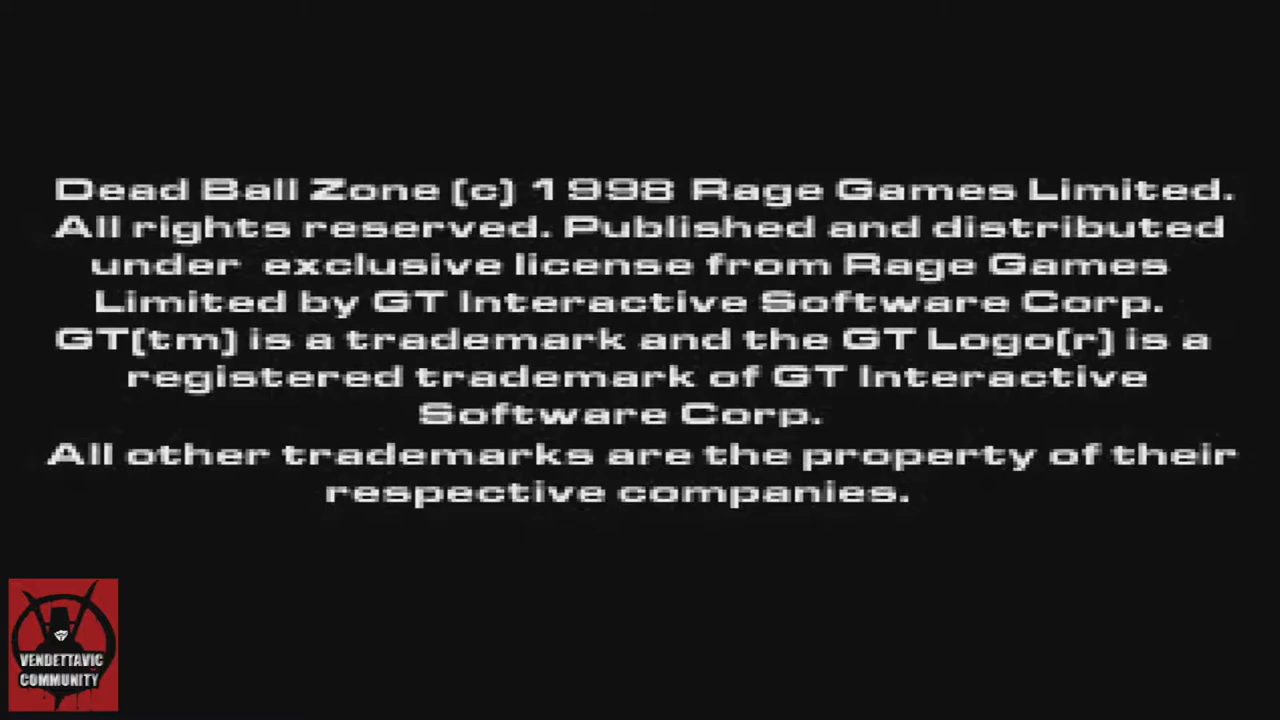 Dead Ball Zone (c) 1998 Rage Games Limited.
All rights reserved. Published and distributed
under exclusive license from Rage Games
Limited by GT Interactive Software Corp.
GT(tm) is a trademark and the GT Logo(r) is a
registered trademark of GT Interactive
Software Corp.
All other trademarks are the property of their
respective companies.
VENDETTAVIC
COMMUNITY